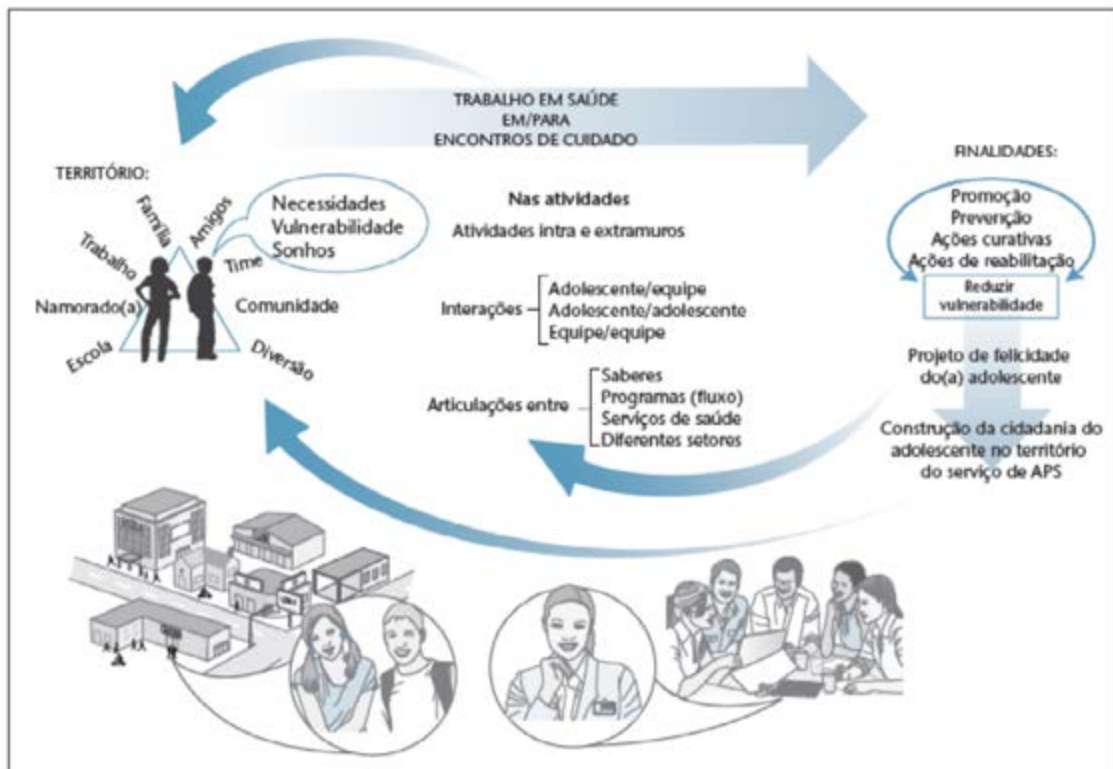 TRABALHO EM SAÚDE
EM/PARA
ENCONTROS DE CUIDADO
TERRITÓRIO:
Família
Amigos
Trabalho
Time
Namorado(a)
Comunidade
Escola
Diversão
Necessidades
Vulnerabilidade
Sonhos
Nas atividades
Atividades intra e extramuros
Interações
Adolescente/equipe
Adolescente/adolescente
Equipe/equipe
Articulações entre
Saberes
Programas (fluxo)
Serviços de saúde
Diferentes setores
FINALIDADES:
Promoção
Prevenção
Ações curativas
Ações de reabilitação
Reduzir
vulnerabilidade
Projeto de felicidade
do(a) adolescente
Construção da cidadania do
adolescente no território
do serviço de APS